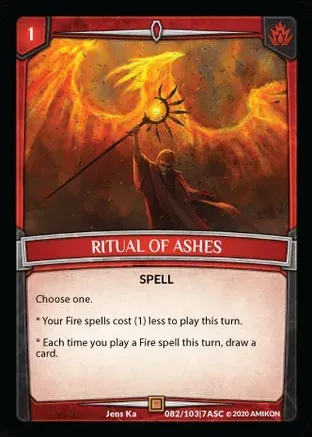 1
RITUAL OF ASHES
SPELL
Choose one.
* Your Fire spells cost (1) less to play this turn.
* Each time you play a Fire spell this turn, draw a
card.
Jens Ka 082/103|7ASC © 2020 AMIKON